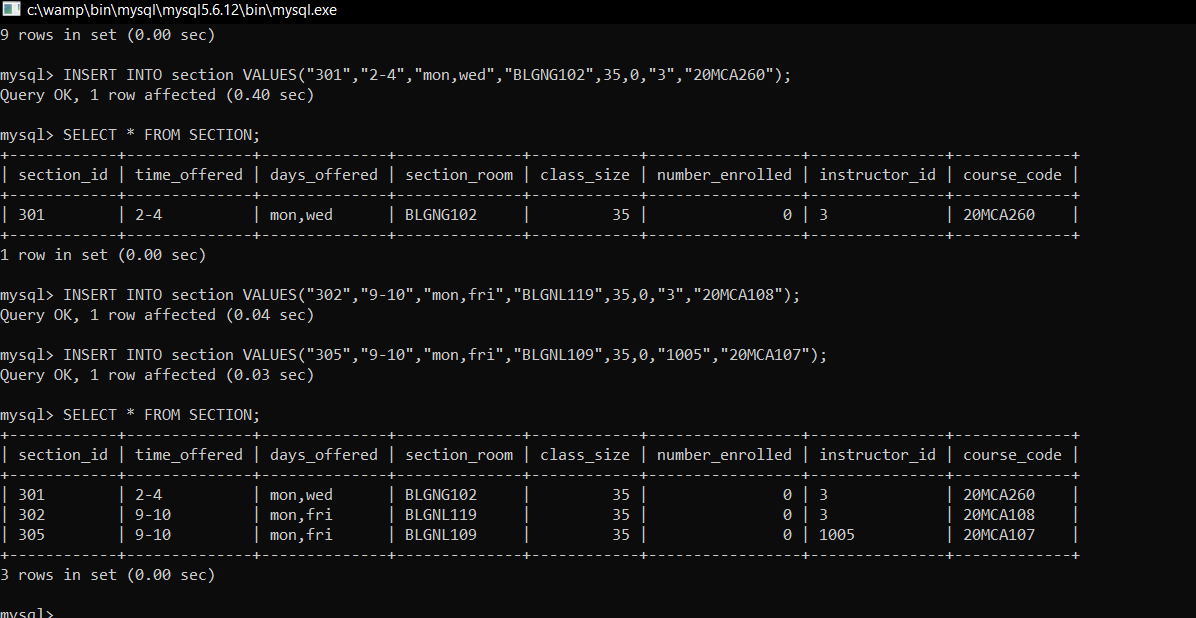 c:\wamp\bin\mysql\mysql5.6.12\bin\mysql.exe
9 rows in set (0.00 sec)
mysql> INSERT INTO section VALUES("301","2-4","mon,wed","BLGNG102",35,0,"3","20MCA260");
Query OK, 1 row affected (0.40 sec)
mysql> SELECT * FROM SECTION;
+------------+--------------+--------------+--------------+------------+-----------------+---------------+-------------+
| section_id | time_offered | days_offered | section_room | class_size | number_enrolled | instructor_id | course_code |
+------------+--------------+--------------+--------------+------------+-----------------+---------------+-------------+
| 301        | 2-4          | mon,wed      | BLGNG102     |         35 |               0 | 3             | 20MCA260    |
+------------+--------------+--------------+--------------+------------+-----------------+---------------+-------------+
1 row in set (0.00 sec)
mysql> INSERT INTO section VALUES("302","9-10","mon,fri","BLGNL119",35,0,"3","20MCA108");
Query OK, 1 row affected (0.04 sec)
mysql> INSERT INTO section VALUES("305","9-10","mon,fri","BLGNL109",35,0,"1005","20MCA107");
Query OK, 1 row affected (0.03 sec)
mysql> SELECT * FROM SECTION;
+------------+--------------+--------------+--------------+------------+-----------------+---------------+-------------+
| section_id | time_offered | days_offered | section_room | class_size | number_enrolled | instructor_id | course_code |
+------------+--------------+--------------+--------------+------------+-----------------+---------------+-------------+
| 301        | 2-4          | mon,wed      | BLGNG102     |         35 |               0 | 3             | 20MCA260    |
| 302        | 9-10         | mon,fri      | BLGNL119     |         35 |               0 | 3             | 20MCA108    |
| 305        | 9-10         | mon,fri      | BLGNL109     |         35 |               0 | 1005          | 20MCA107    |
+------------+--------------+--------------+--------------+------------+-----------------+---------------+-------------+
3 rows in set (0.00 sec)
mysql>